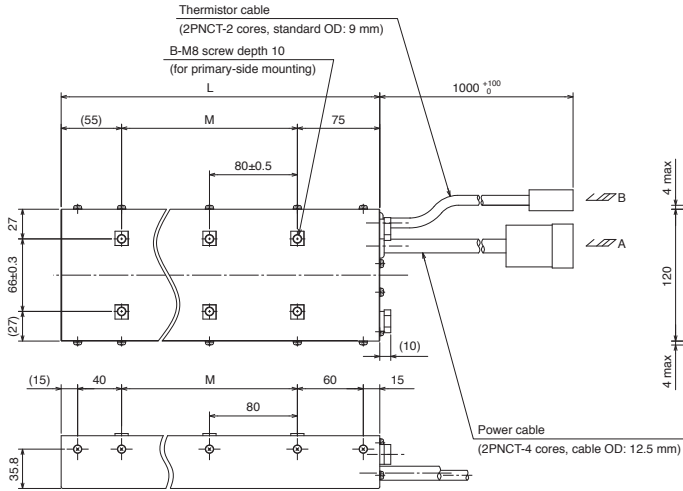 Thermistor cable
(2PNCT-2 cores, standard OD: 9 mm)
B-M8 screw depth 10
(for primary-side mounting)
L
1000 +100 0
(55)
M
75
80±0.5
4 max
B
27
A
66±0.3
120
(27)
(10)
4 max
(15)
40
M
60
15
80
Power cable
(2PNCT-4 cores, cable OD: 12.5 mm)
35.8